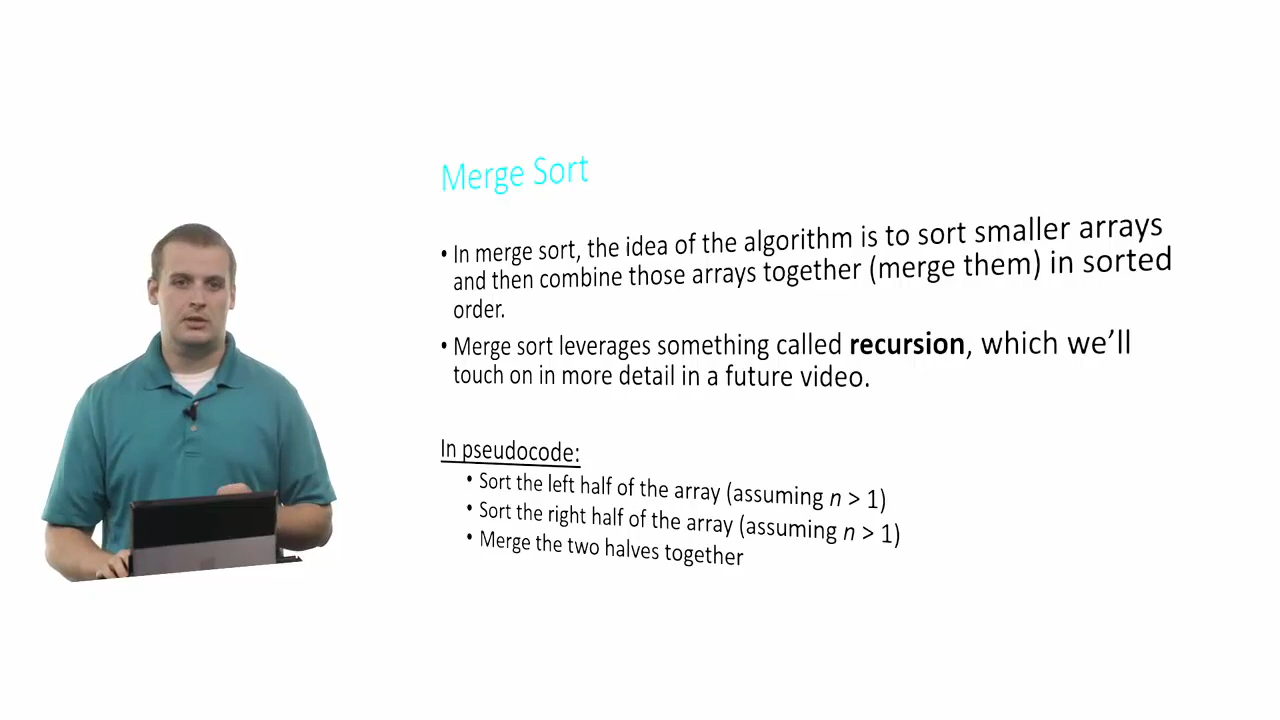 Merge Sort
• In merge sort, the idea of the algorithm is to sort smaller arrays
and then combine those arrays together (merge them) in sorted
order.
• Merge sort leverages something called recursion, which we’ll
touch on in more detail in a future video.
In pseudocode:
• Sort the left half of the array (assuming n > 1)
• Sort the right half of the array (assuming n > 1)
• Merge the two halves together